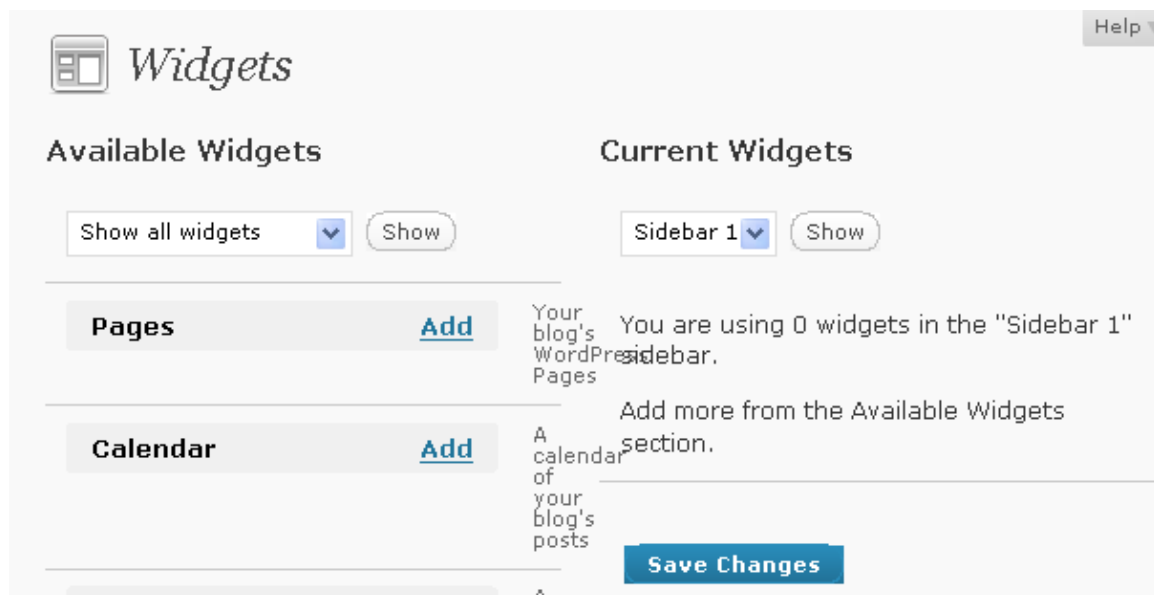 Help
Widgets
Available Widgets
Current Widgets
Show all widgets
Show
Sidebar 1
Show
Pages
Add
Your
blog's
WordPress
Pages
You are using 0 widgets in the "Sidebar 1"
sidebar.
Add more from the Available Widgets
section.
Calendar
Add
A
calendar
of
your
blog's
posts
Save Changes